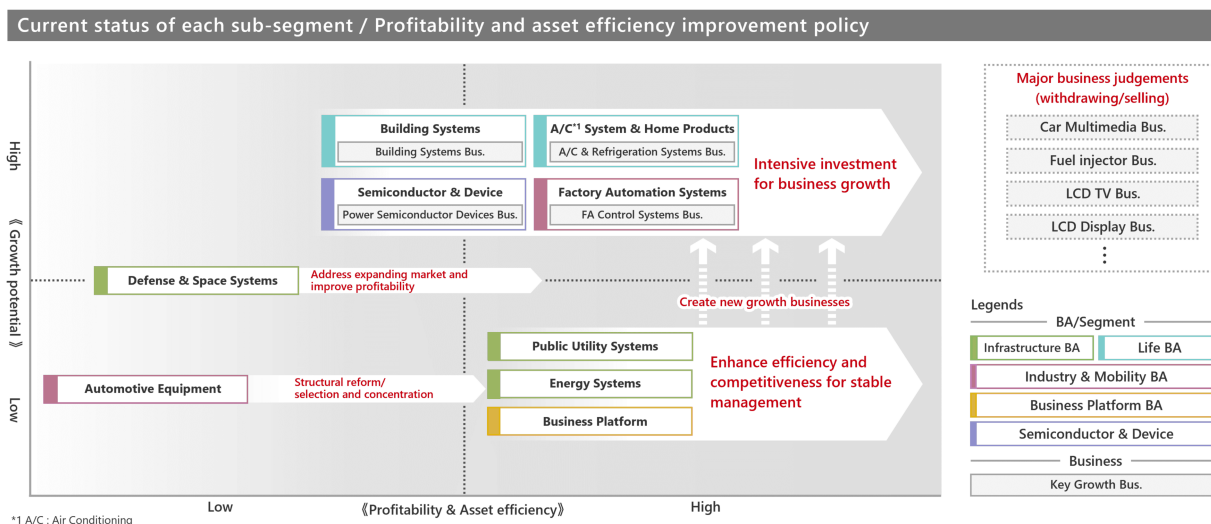 Current status of each sub-segment / Profitability and asset efficiency improvement policy
High
《 Growth potential 》
Low
Building Systems
Building Systems Bus.
A/C*1 System & Home Products
A/C & Refrigeration Systems Bus.
Semiconductor & Device
Power Semiconductor Devices Bus.
Factory Automation Systems
FA Control Systems Bus.
Intensive investment
for business growth
Defense & Space Systems
Address expanding market and
improve profitability
Create new growth businesses
Automotive Equipment
Structural reform/
selection and concentration
Public Utility Systems
Energy Systems
Business Platform
Enhance efficiency and
competitiveness for stable
management
Low
《Profitability & Asset efficiency》
High
*1 A/C : Air Conditioning
Major business judgements
(withdrawing/selling)
Car Multimedia Bus.
Fuel injector Bus.
LCD TV Bus.
LCD Display Bus.
Legends
BA/Segment
Infrastructure BA
Life BA
Industry & Mobility BA
Business Platform BA
Semiconductor & Device
Business
Key Growth Bus.